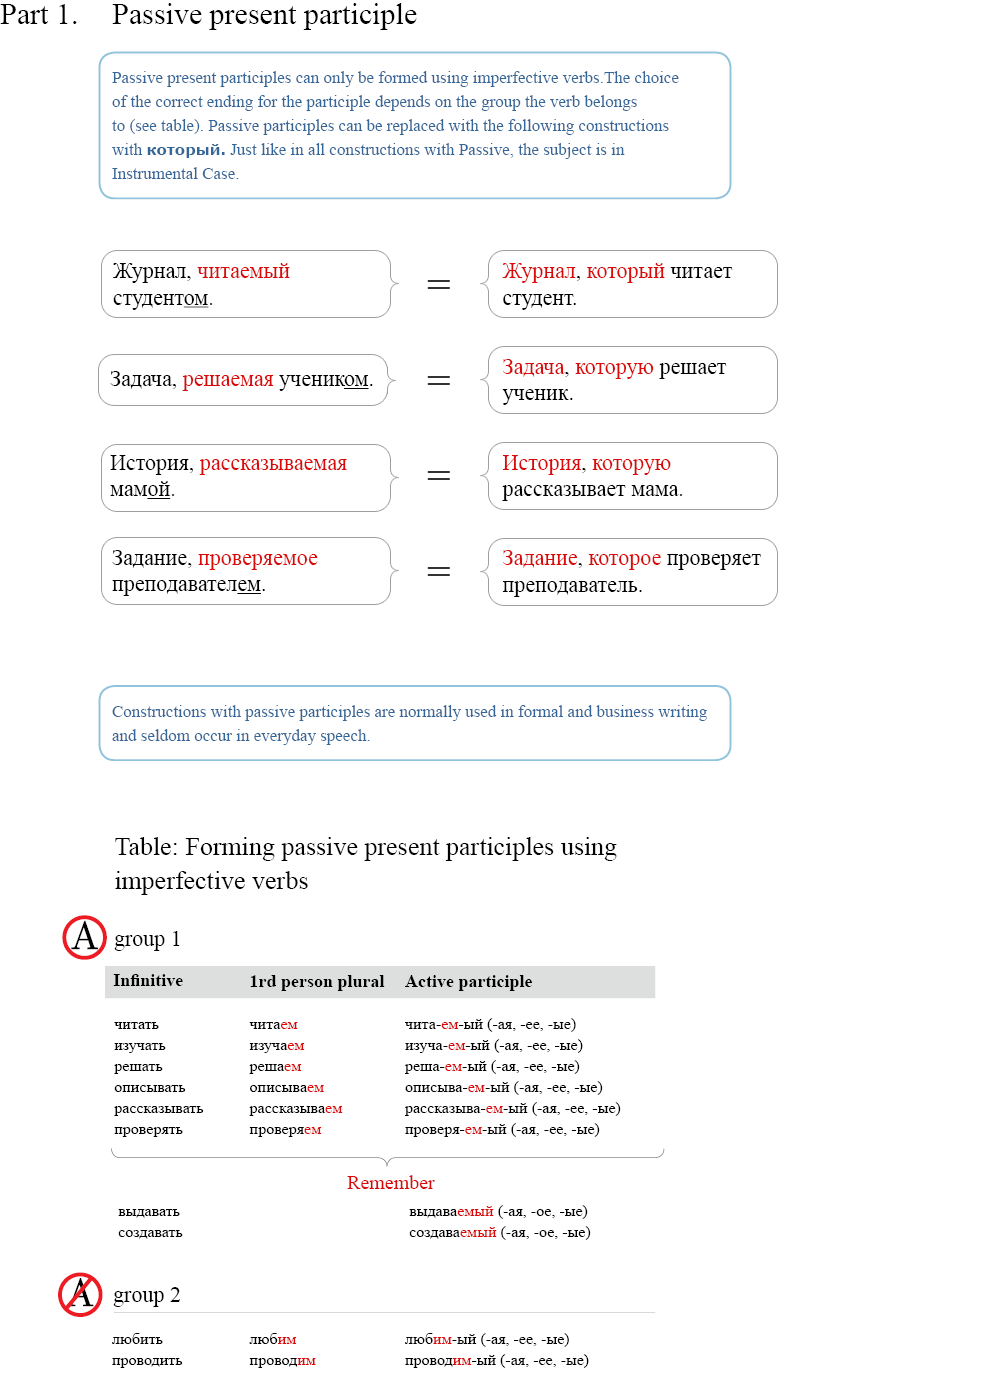 Part 1. Passive present participle
Passive present participles can only be formed using imperfective verbs.The choice
of the correct ending for the participle depends on the group the verb belongs
to (see table). Passive participles can be replaced with the following constructions
with который. Just like in all constructions with Passive, the subject is in
Instrumental Case.
Журнал, читаемый
студентом.
=
Журнал, который читает
студент.
Задача, решаемая учеником.
=
Задача, которую решает
ученик.
История, рассказываемая
мамой.
=
История, которую
рассказывает мама.
Задание, проверяемое
преподавателем.
=
Задание, которое проверяет
преподаватель.
Constructions with passive participles are normally used in formal and business writing
and seldom occur in everyday speech.
Table: Forming passive present participles using
imperfective verbs
A group 1
Infinitive 1rd person plural Active participle
читать читаем чита-ем-ый (-ая, -ее, -ые)
изучать изучаем изуча-ем-ый (-ая, -ее, -ые)
решать решаем реша-ем-ый (-ая, -ее, -ые)
описывать описываем описыва-ем-ый (-ая, -ее, -ые)
рассказывать рассказываем рассказыва-ем-ый (-ая, -ее, -ые)
проверять проверяем проверя-ем-ый (-ая, -ее, -ые)
Remember
выдавать выдаваемый (-ая, -ое, -ые)
создавать создаваемый (-ая, -ое, -ые)
A group 2
любить любим любим-ый (-ая, -ее, -ые)
проводить проводим проводим-ый (-ая, -ее, -ые)